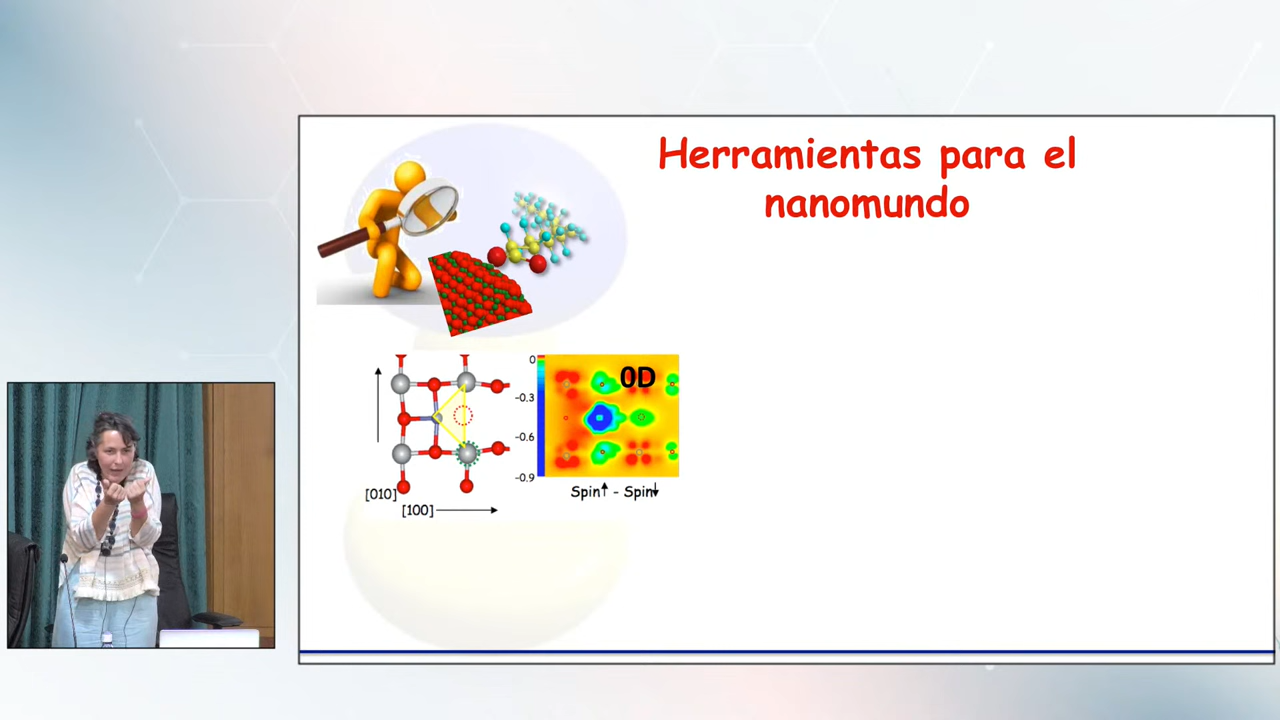 Herramientas para el
nanomundo
0D
0
-0.3
-0.6
-0.9
[010]
[100]
Spin↑ - Spin↓